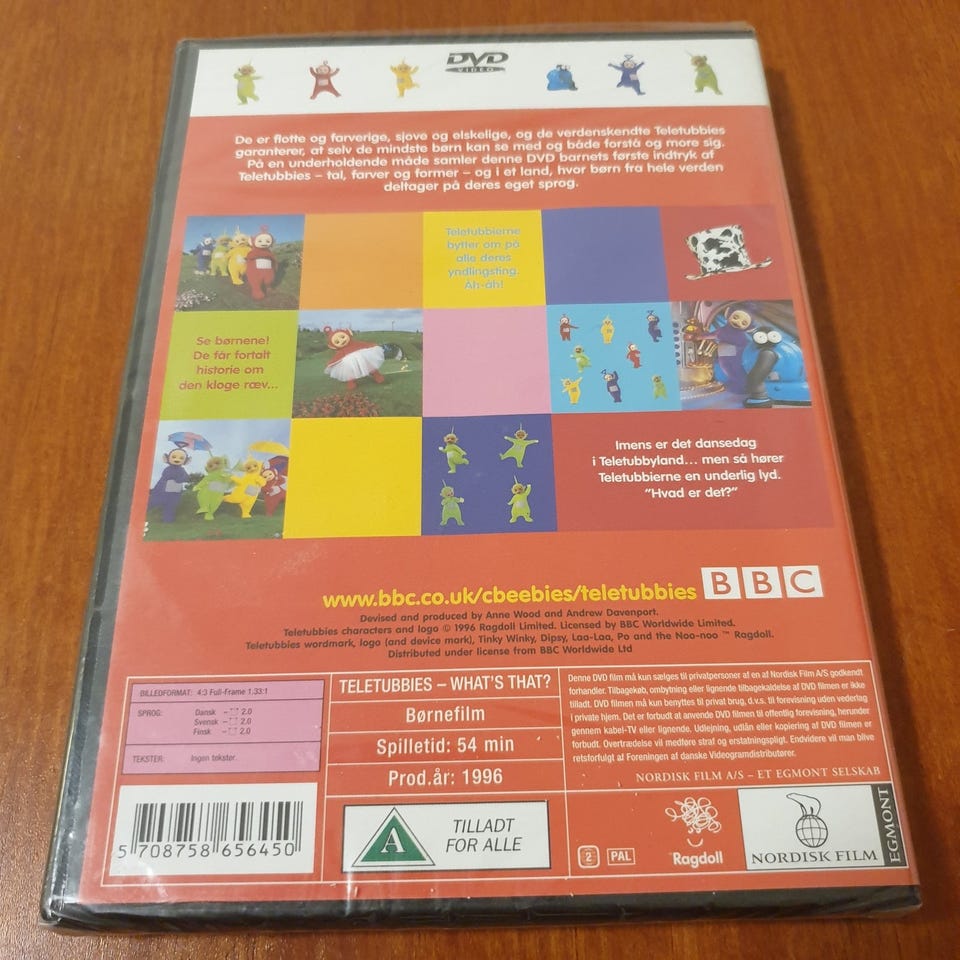 DVD
VIDEO
De er flotte og farverige, sjove og elskelige, og de verdenskendte Teletubbies
garanterer, at selv de mindste børn kan se med og både forstå og more sig.
På en underholdende måde samler denne DVD barnets første indtryk af
Teletubbies – tal, farver og former – og i et land, hvor børn fra hele verden
deltager på deres eget sprog.
Teletubbierne
bytter om på
alle deres
yndlingsting.
Åh-åh!
Se børnene!
De får fortalt
historie om
den kloge ræv...
Imens er det dansedag
i Teletubbyland... men så hører
Teletubbierne en underlig lyd.
"Hvad er det?"
www.bbc.co.uk/cbeebies/teletubbies
BBC
Devised and produced by Anne Wood and Andrew Davenport.
Teletubbies characters and logo © 1996 Ragdoll Limited. Licensed by BBC Worldwide Limited.
Teletubbies wordmark, logo (and device mark), Tinky Winky, Dipsy, Laa-Laa, Po and the Noo-noo ™ Ragdoll.
Distributed under license from BBC Worldwide Ltd
BILLEDFORMAT: 4:3 Full-Frame 1.33:1
SPROG: Dansk – 2.0
Svensk – 2.0
Finsk – 2.0
TEKSTER: Ingen tekster
5 708758 656450
TELETUBBIES – WHAT'S THAT?
Børnefilm
Spilletid: 54 min
Prod.år: 1996
A
TILLADT
FOR ALLE
Denne DVD film må kun sælges til privatpersoner af en af Nordisk Film A/S godkendt
forhandler. Tilbagekøb, ombytning eller lignende tilbagekaldelse af DVD filmen er ikke
tilladt. DVD filmen må kun benyttes til privat brug, d.v.s. til forevisning uden vederlag
i private hjem. Det er forbudt at anvende DVD filmen til offentlig forevisning, herunder
gennem kabel-TV eller lignende. Udlejning, udlån eller kopiering af DVD filmen er
forbudt. Overtrædelse vil medføre straf og erstatningspligt. Endvidere vil man blive
retsforfulgt af Foreningen af danske Videogramdistributører.
NORDISK FILM A/S – ET EGMONT SELSKAB
2
PAL
Ragdoll
NORDISK FILM
EGMONT